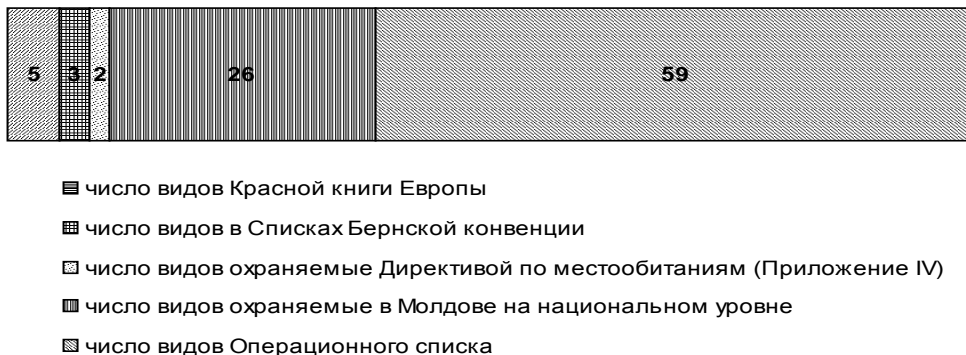 5 3 2 26 59
число видов Красной книги Европы
число видов в Списках Бернской конвенции
число видов охраняемые Директивой по местообитаниям (Приложение IV)
число видов охраняемые в Молдове на национальном уровне
число видов Операционного списка